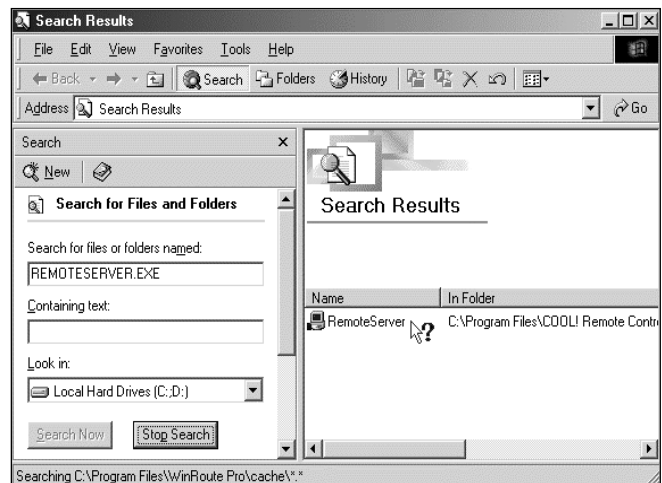 Search Results
File Edit View Favorites Tools Help
Back Search Folders History
Address Search Results Go
Search
New
Search for Files and Folders
Search for files or folders named:
REMOTESERVER.EXE
Containing text:
Look in:
Local Hard Drives (C:;D:)
Search Now Stop Search
Search Results
Name In Folder
RemoteServer C:\Program Files\COOL! Remote Contr
Searching C:\Program Files\WinRoute Pro\cache\*.*